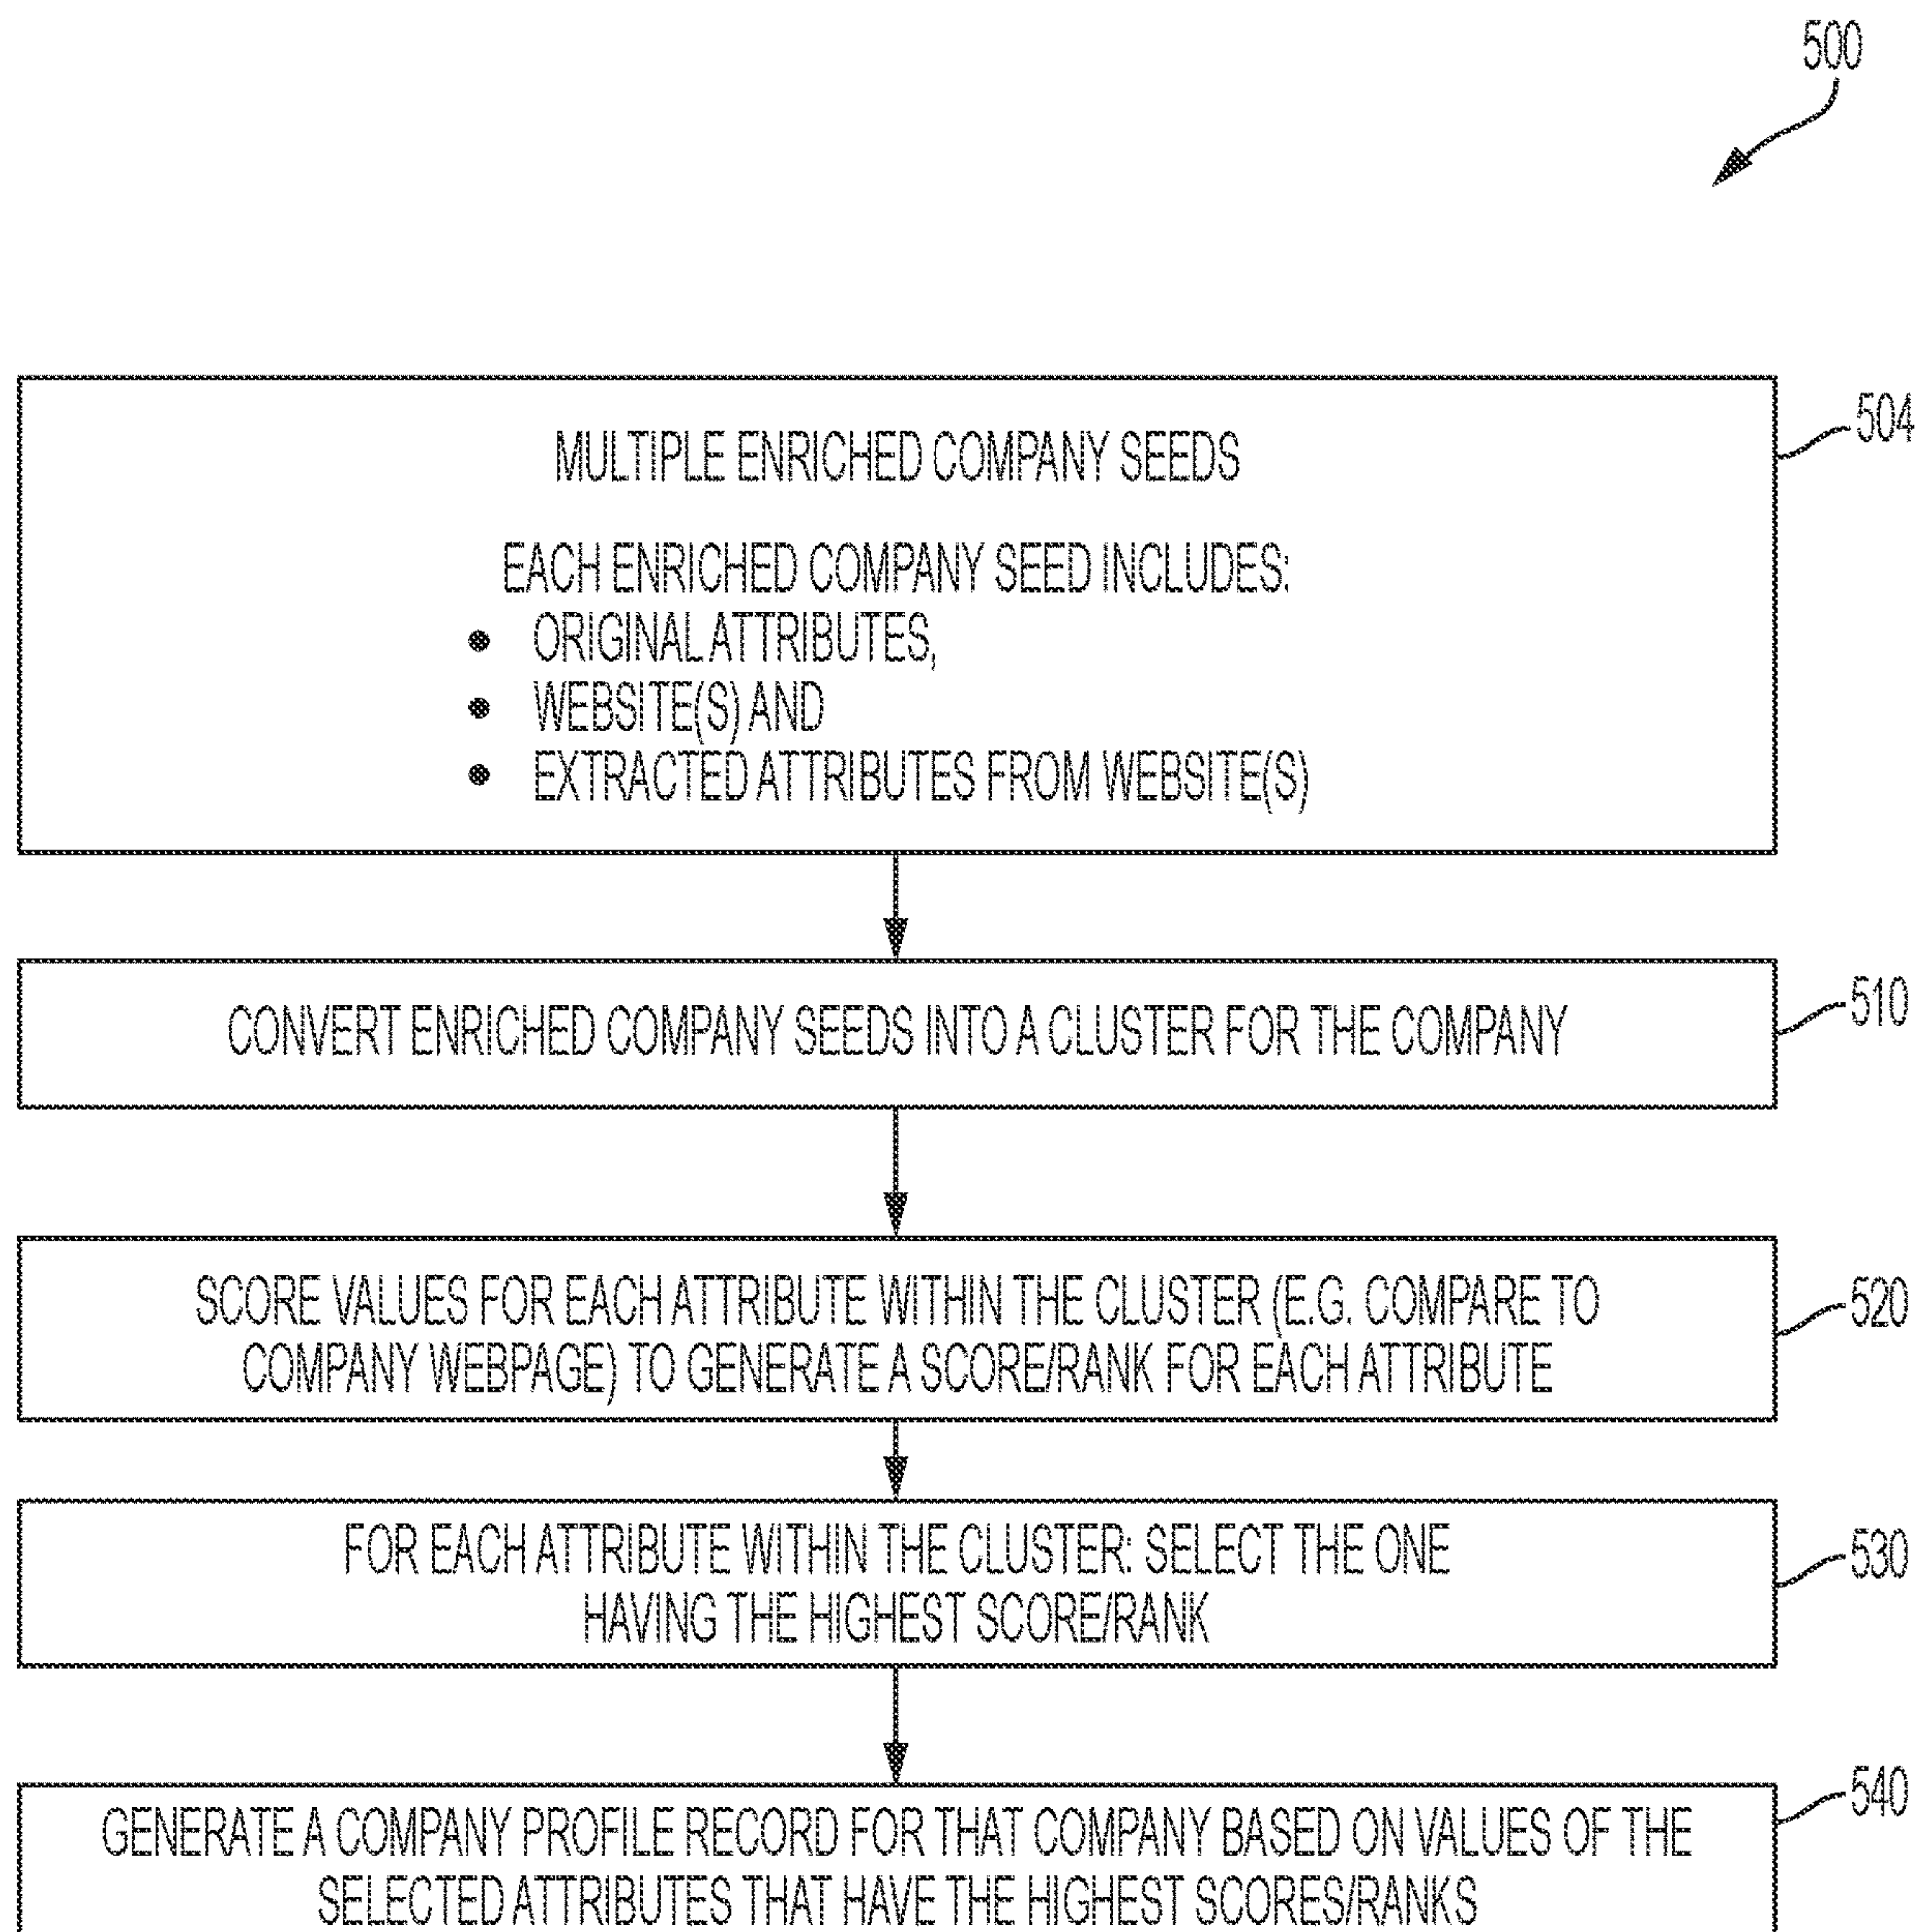 500
504
MULTIPLE ENRICHED COMPANY SEEDS
EACH ENRICHED COMPANY SEED INCLUDES:
• ORIGINAL ATTRIBUTES,
• WEBSITE(S) AND
• EXTRACTED ATTRIBUTES FROM WEBSITE(S)
510
CONVERT ENRICHED COMPANY SEEDS INTO A CLUSTER FOR THE COMPANY
520
SCORE VALUES FOR EACH ATTRIBUTE WITHIN THE CLUSTER (E.G. COMPARE TO
COMPANY WEBPAGE) TO GENERATE A SCORE/RANK FOR EACH ATTRIBUTE
530
FOR EACH ATTRIBUTE WITHIN THE CLUSTER: SELECT THE ONE
HAVING THE HIGHEST SCORE/RANK
540
GENERATE A COMPANY PROFILE RECORD FOR THAT COMPANY BASED ON VALUES OF THE
SELECTED ATTRIBUTES THAT HAVE THE HIGHEST SCORES/RANKS